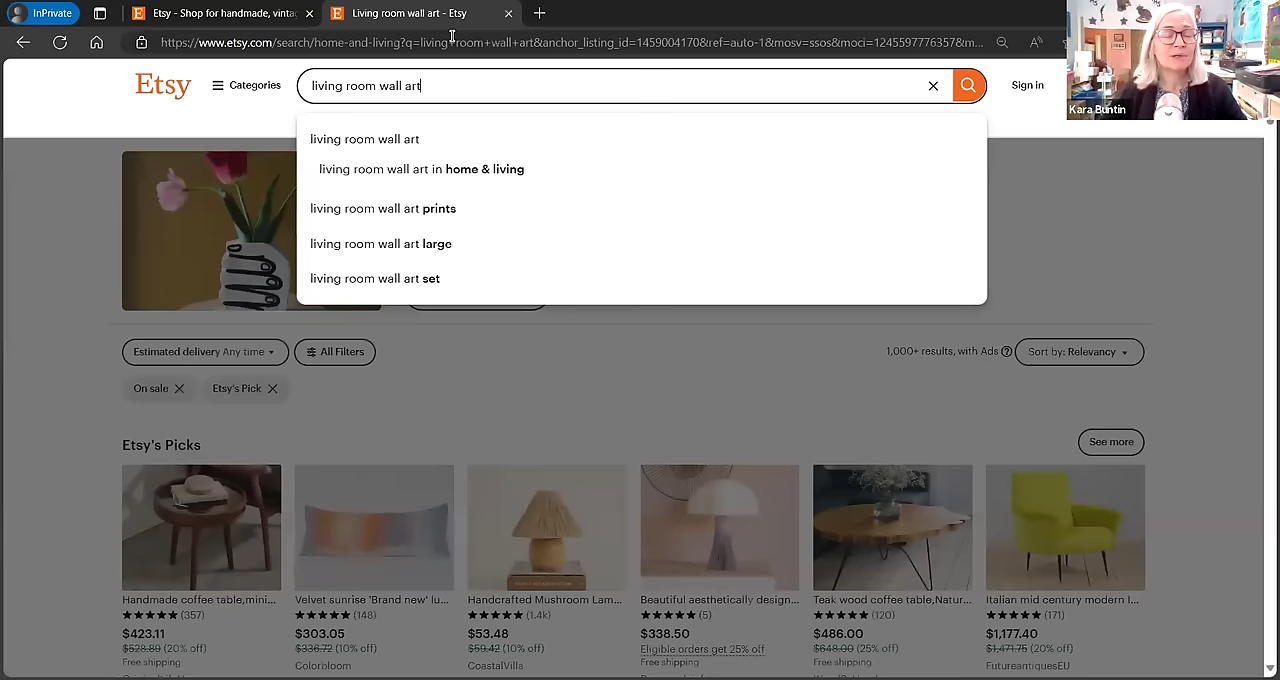 InPrivate
Etsy - Shop for handmade, vinta
Living room wall art - Etsy
https://www.etsy.com/search/home-and-living?q=living+room+wall+art&anchor_listing_id=1459004170&ref=auto-1&mosv=ssos&moci=1245597776357&m...
Etsy
Categories
living room wall art
Sign in
Kara Buntin
living room wall art
living room wall art in home & living
living room wall art prints
living room wall art large
living room wall art set
Estimated delivery Any time
All Filters
1,000+ results, with Ads
Sort by: Relevancy
On sale
Etsy's Pick
Etsy's Picks
See more
Handmade coffee table,mini...
Velvet sunrise 'Brand new' lu...
Handcrafted Mushroom Lam...
Beautiful aesthetically design...
Teak wood coffee table,Natur...
Italian mid century modern l...
(357)
(148)
(1.4k)
(5)
(120)
(171)
$423.11
$303.05
$53.48
$338.50
$486.00
$1,177.40
$528.89 (20% off)
$336.72 (10% off)
$59.42 (10% off)
Eligible orders get 25% off
$648.00 (25% off)
$1,471.75 (20% off)
Free shipping
Colorbloom
CoastalVilla
Free shipping
Free shipping
FutureantiquesEU